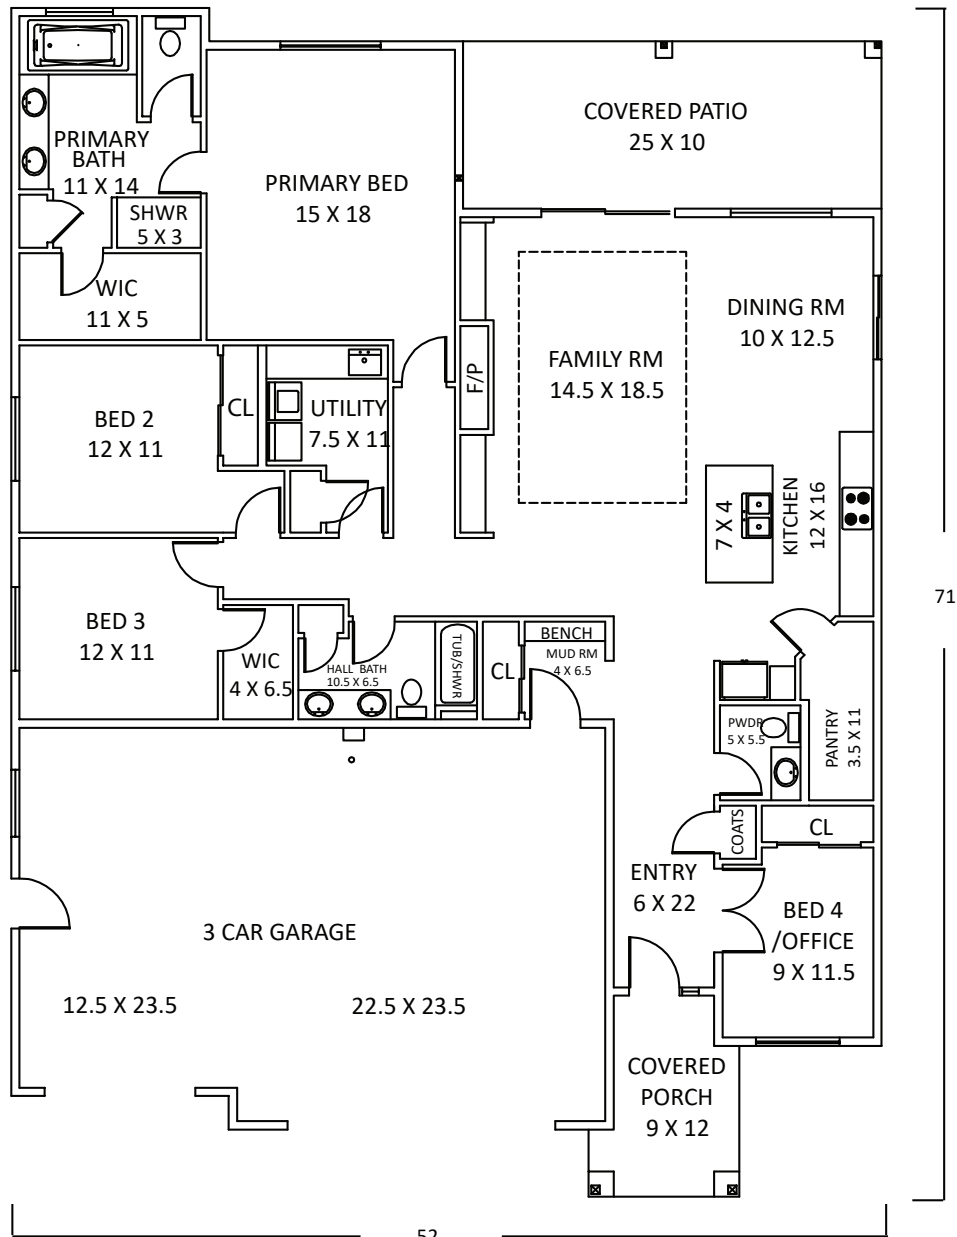 COVERED PATIO
25 X 10
PRIMARY
BATH
11 X 14
PRIMARY BED
15 X 18
SHWR
5 X 3
WIC
11 X 5
DINING RM
10 X 12.5
FAMILY RM
14.5 X 18.5
F/P
BED 2
12 X 11
CL
UTILITY
7.5 X 11
7 X 4
KITCHEN
12 X 16
71
BED 3
12 X 11
WIC
4 X 6.5
HALL BATH
10.5 X 6.5
TUB/SHWR
CL
BENCH
MUD RM
4 X 6.5
PWDR
5 X 5.5
PANTRY
3.5 X 11
COATS
CL
ENTRY
6 X 22
BED 4
/OFFICE
9 X 11.5
3 CAR GARAGE
12.5 X 23.5
22.5 X 23.5
COVERED
PORCH
9 X 12
52